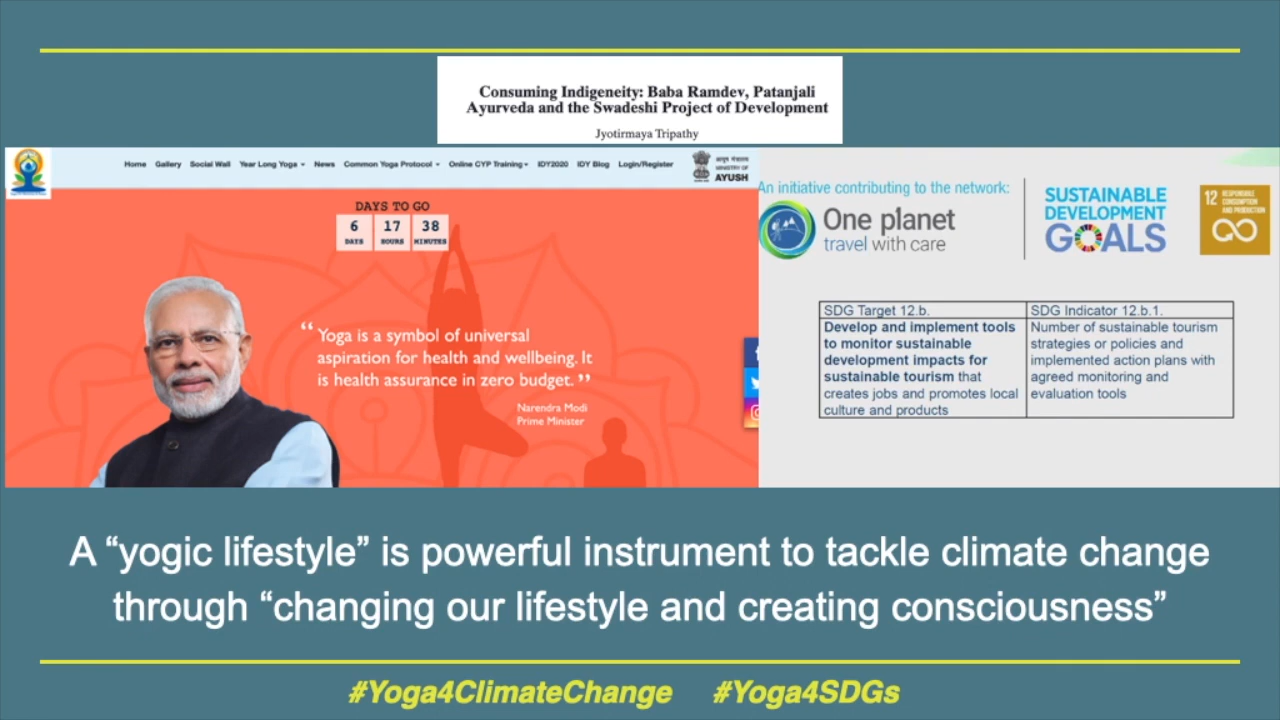 Consuming Indigeneity: Baba Ramdev, Patanjali
Ayurveda and the Swadeshi Project of Development
Jyotirmaya Tripathy
Home Gallery Social Wall Year Long Yoga News Common Yoga Protocol Online CYP Training IDY2020 IDY Blog Login/Register
आयुष मंत्रालय
MINISTRY OF
AYUSH
DAYS TO GO
6 17 38
DAYS HOURS MINUTES
“Yoga is a symbol of universal
aspiration for health and wellbeing. It
is health assurance in zero budget.”
Narendra Modi
Prime Minister
An initiative contributing to the network:
One planet
travel with care
SUSTAINABLE
DEVELOPMENT
GOALS
12 RESPONSIBLE
CONSUMPTION
AND PRODUCTION
SDG Target 12.b. SDG Indicator 12.b.1.
Develop and implement tools Number of sustainable tourism
to monitor sustainable strategies or policies and
development impacts for implemented action plans with
sustainable tourism that agreed monitoring and
creates jobs and promotes local evaluation tools
culture and products
A “yogic lifestyle” is powerful instrument to tackle climate change
through “changing our lifestyle and creating consciousness”
#Yoga4ClimateChange #Yoga4SDGs